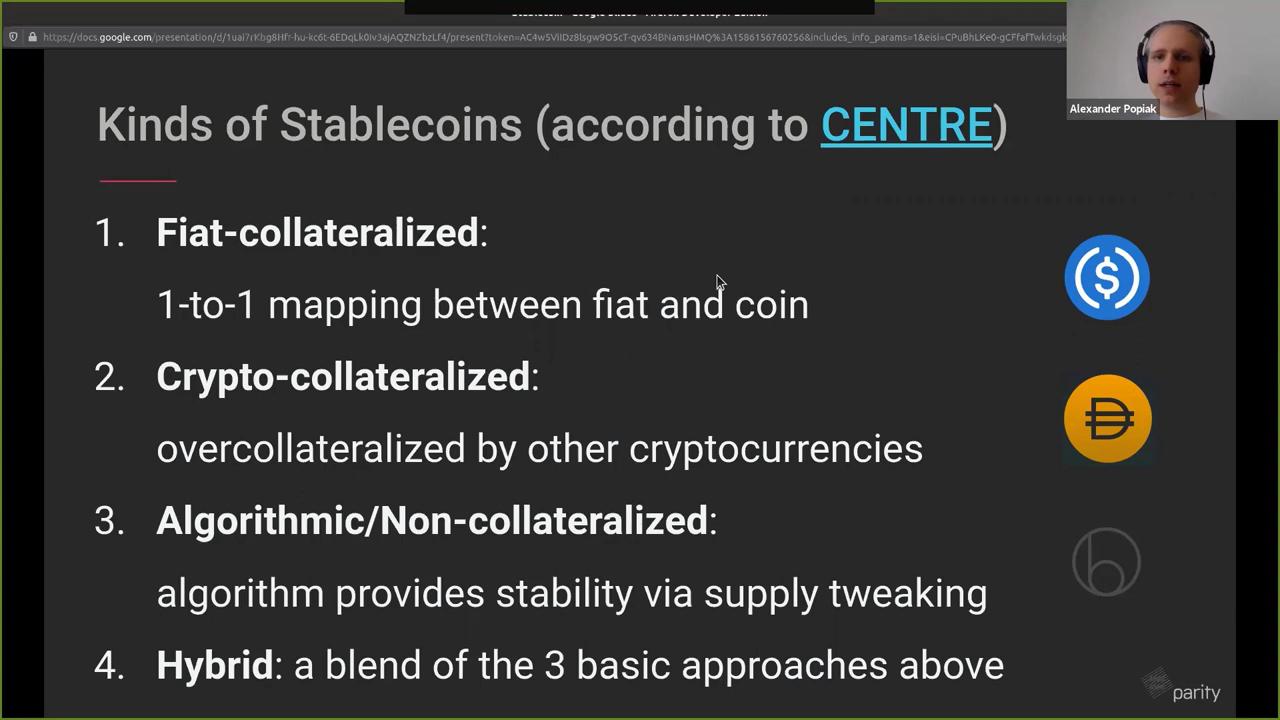 Kinds of Stablecoins (according to CENTRE)
Alexander Popiak
1. Fiat-collateralized:
1-to-1 mapping between fiat and coin
2. Crypto-collateralized:
overcollateralized by other cryptocurrencies
3. Algorithmic/Non-collateralized:
algorithm provides stability via supply tweaking
4. Hybrid: a blend of the 3 basic approaches above
parity